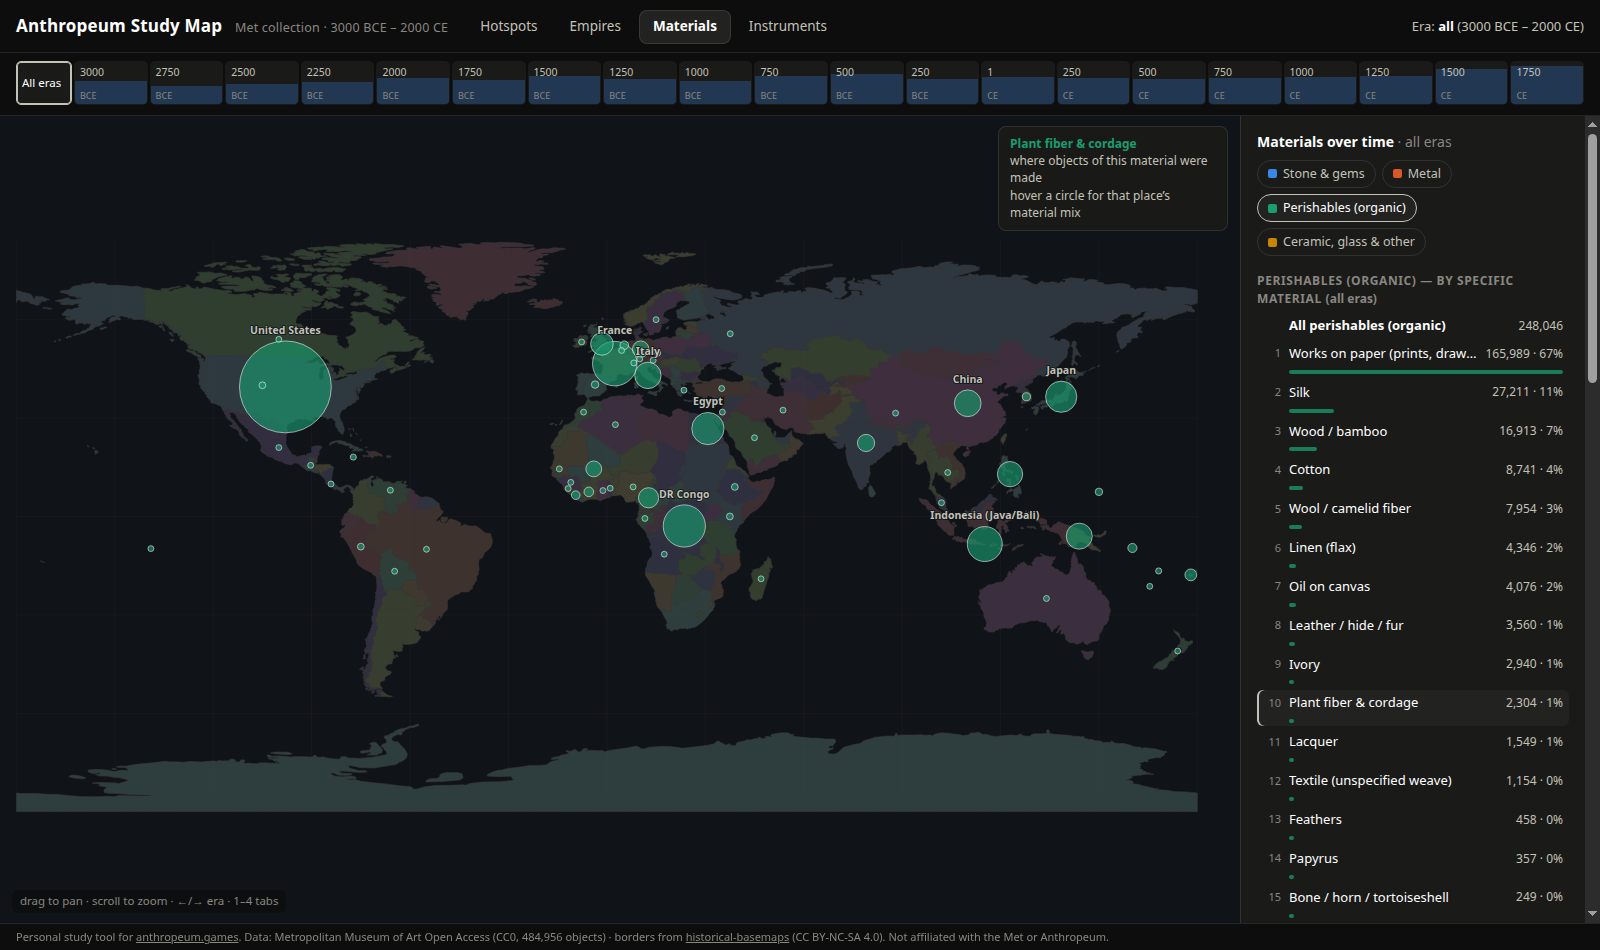 Anthropeum Study Map
Met collection · 3000 BCE – 2000 CE
Hotspots
Empires
Materials
Instruments
Era: all (3000 BCE – 2000 CE)
All eras
3000 BCE
2750 BCE
2500 BCE
2250 BCE
2000 BCE
1750 BCE
1500 BCE
1250 BCE
1000 BCE
750 BCE
500 BCE
250 BCE
1 CE
250 CE
500 CE
750 CE
1000 CE
1250 CE
1500 CE
1750 CE
Plant fiber & cordage
where objects of this material were
made
hover a circle for that place's
material mix
United States
France
Italy
Egypt
China
Japan
DR Congo
Indonesia (Java/Bali)
drag to pan · scroll to zoom · ←/→ era · 1–4 tabs
Materials over time · all eras
Stone & gems
Metal
Perishables (organic)
Ceramic, glass & other
PERISHABLES (ORGANIC) — BY SPECIFIC
MATERIAL (all eras)
All perishables (organic) 248,046
1 Works on paper (prints, draw... 165,989 · 67%
2 Silk 27,211 · 11%
3 Wood / bamboo 16,913 · 7%
4 Cotton 8,741 · 4%
5 Wool / camelid fiber 7,954 · 3%
6 Linen (flax) 4,346 · 2%
7 Oil on canvas 4,076 · 2%
8 Leather / hide / fur 3,560 · 1%
9 Ivory 2,940 · 1%
10 Plant fiber & cordage 2,304 · 1%
11 Lacquer 1,549 · 1%
12 Textile (unspecified weave) 1,154 · 0%
13 Feathers 458 · 0%
14 Papyrus 357 · 0%
15 Bone / horn / tortoiseshell 249 · 0%
Personal study tool for anthropeum.games. Data: Metropolitan Museum of Art Open Access (CC0, 484,956 objects) · borders from historical-basemaps (CC BY-NC-SA 4.0). Not affiliated with the Met or Anthropeum.